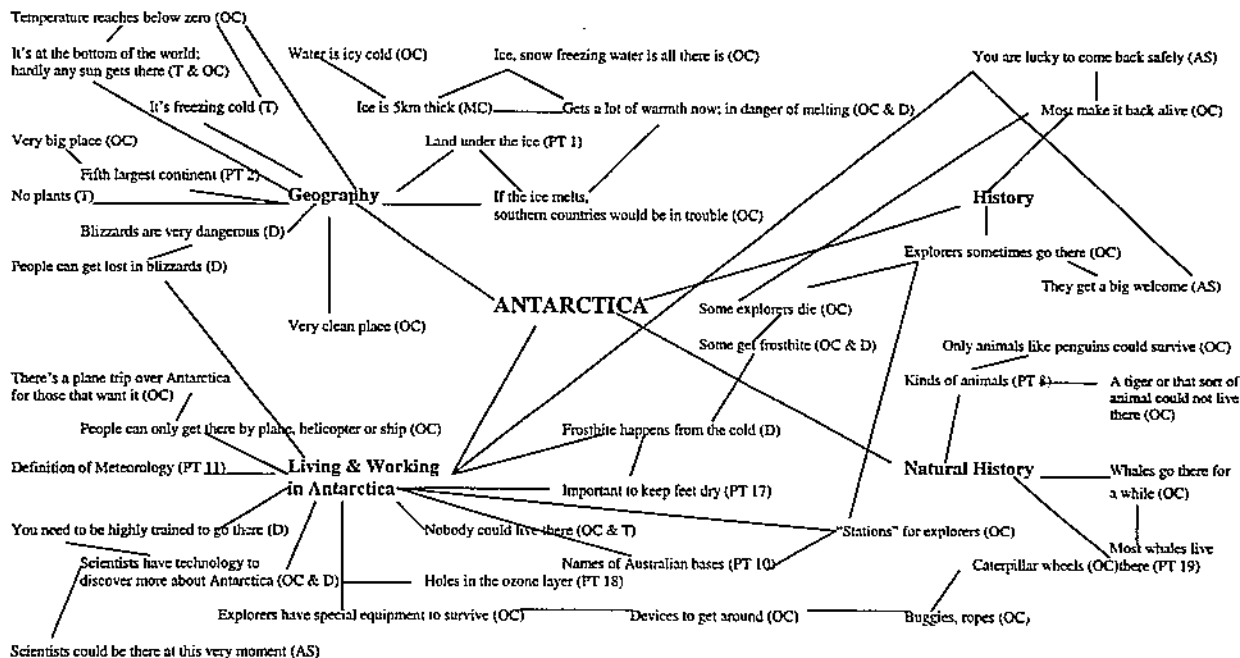 Temperature reaches below zero (OC)
It's at the bottom of the world;
hardly any sun gets there (T & OC)
Water is icy cold (OC)
Ice, snow freezing water is all there is (OC)
You are lucky to come back safely (AS)
It's freezing cold (T)
Ice is 5km thick (MC)
Gets a lot of warmth now; in danger of melting (OC & D)
Most make it back alive (OC)
Very big place (OC)
Land under the ice (PT 1)
Fifth largest continent (PT 2)
No plants (T)
Geography
If the ice melts,
southern countries would be in trouble (OC)
History
Blizzards are very dangerous (D)
People can get lost in blizzards (D)
Explorers sometimes go there (OC)
They get a big welcome (AS)
ANTARCTICA
Some explorers die (OC)
Very clean place (OC)
Some get frostbite (OC & D)
Only animals like penguins could survive (OC)
There's a plane trip over Antarctica
for those that want it (OC)
Kinds of animals (PT 8)
A tiger or that sort of
animal could not live
there (OC)
People can only get there by plane, helicopter or ship (OC)
Frostbite happens from the cold (D)
Definition of Meteorology (PT 11)
Living & Working
in Antarctica
Natural History
Whales go there for
a while (OC)
Important to keep feet dry (PT 17)
You need to be highly trained to go there (D)
Nobody could live there (OC & T)
"Stations" for explorers (OC)
Most whales live
there (PT 19)
Scientists have technology to
discover more about Antarctica (OC & D)
Names of Australian bases (PT 10)
Caterpillar wheels (OC)
Holes in the ozone layer (PT 18)
Explorers have special equipment to survive (OC)
Devices to get around (OC)
Buggies, ropes (OC)
Scientists could be there at this very moment (AS)